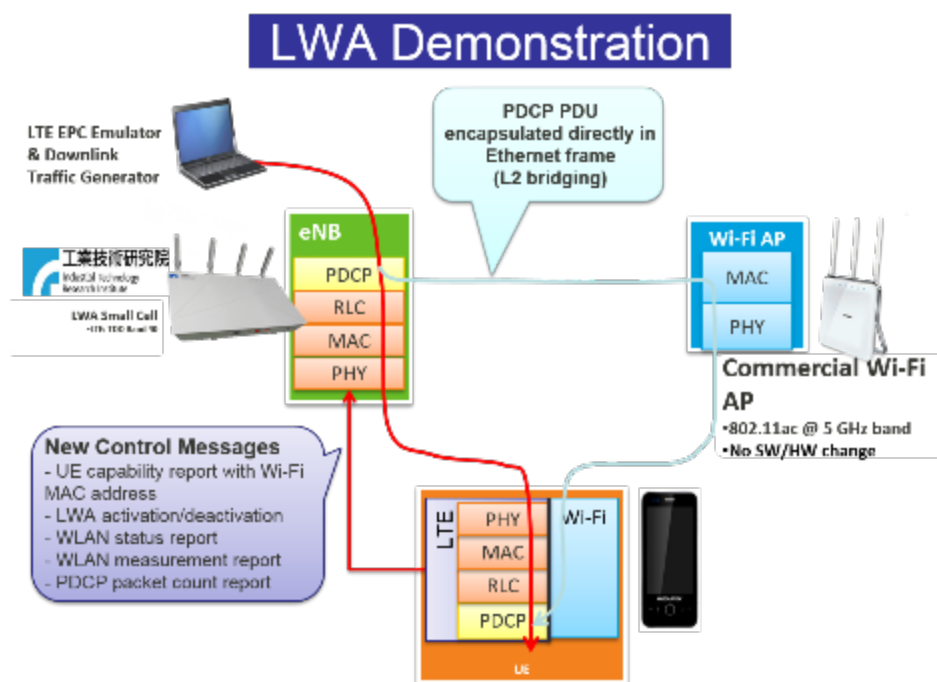 LWA Demonstration
LTE EPC Emulator
& Downlink
Traffic Generator
PDCP PDU
encapsulated directly in
Ethernet frame
(L2 bridging)
eNB
PDCP
RLC
MAC
PHY
Wi-Fi AP
MAC
PHY
工業技術研究院
Industrial Technology
Research Institute
LWA Small Cell
Commercial Wi-Fi
AP
•802.11ac @ 5 GHz band
•No SW/HW change
New Control Messages
- UE capability report with Wi-Fi
MAC address
- LWA activation/deactivation
- WLAN status report
- WLAN measurement report
- PDCP packet count report
LTE
PHY
MAC
RLC
PDCP
Wi-Fi
UE